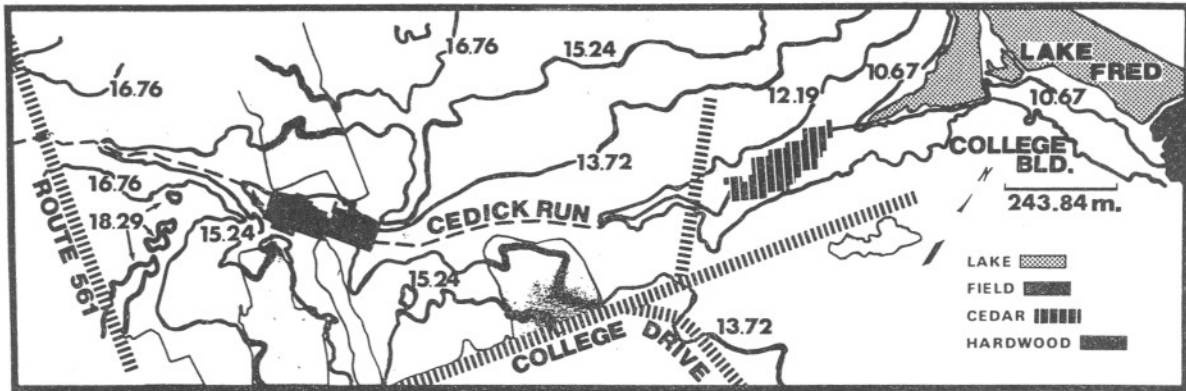 16.76
16.76
15.24
10.67
12.19
LAKE
FRED
10.67
13.72
COLLEGE
BLD.
N
243.84 m.
ROUTE 561
16.76
18.29
15.24
CEDICK RUN
15.24
COLLEGE DRIVE
13.72
LAKE
FIELD
CEDAR
HARDWOOD